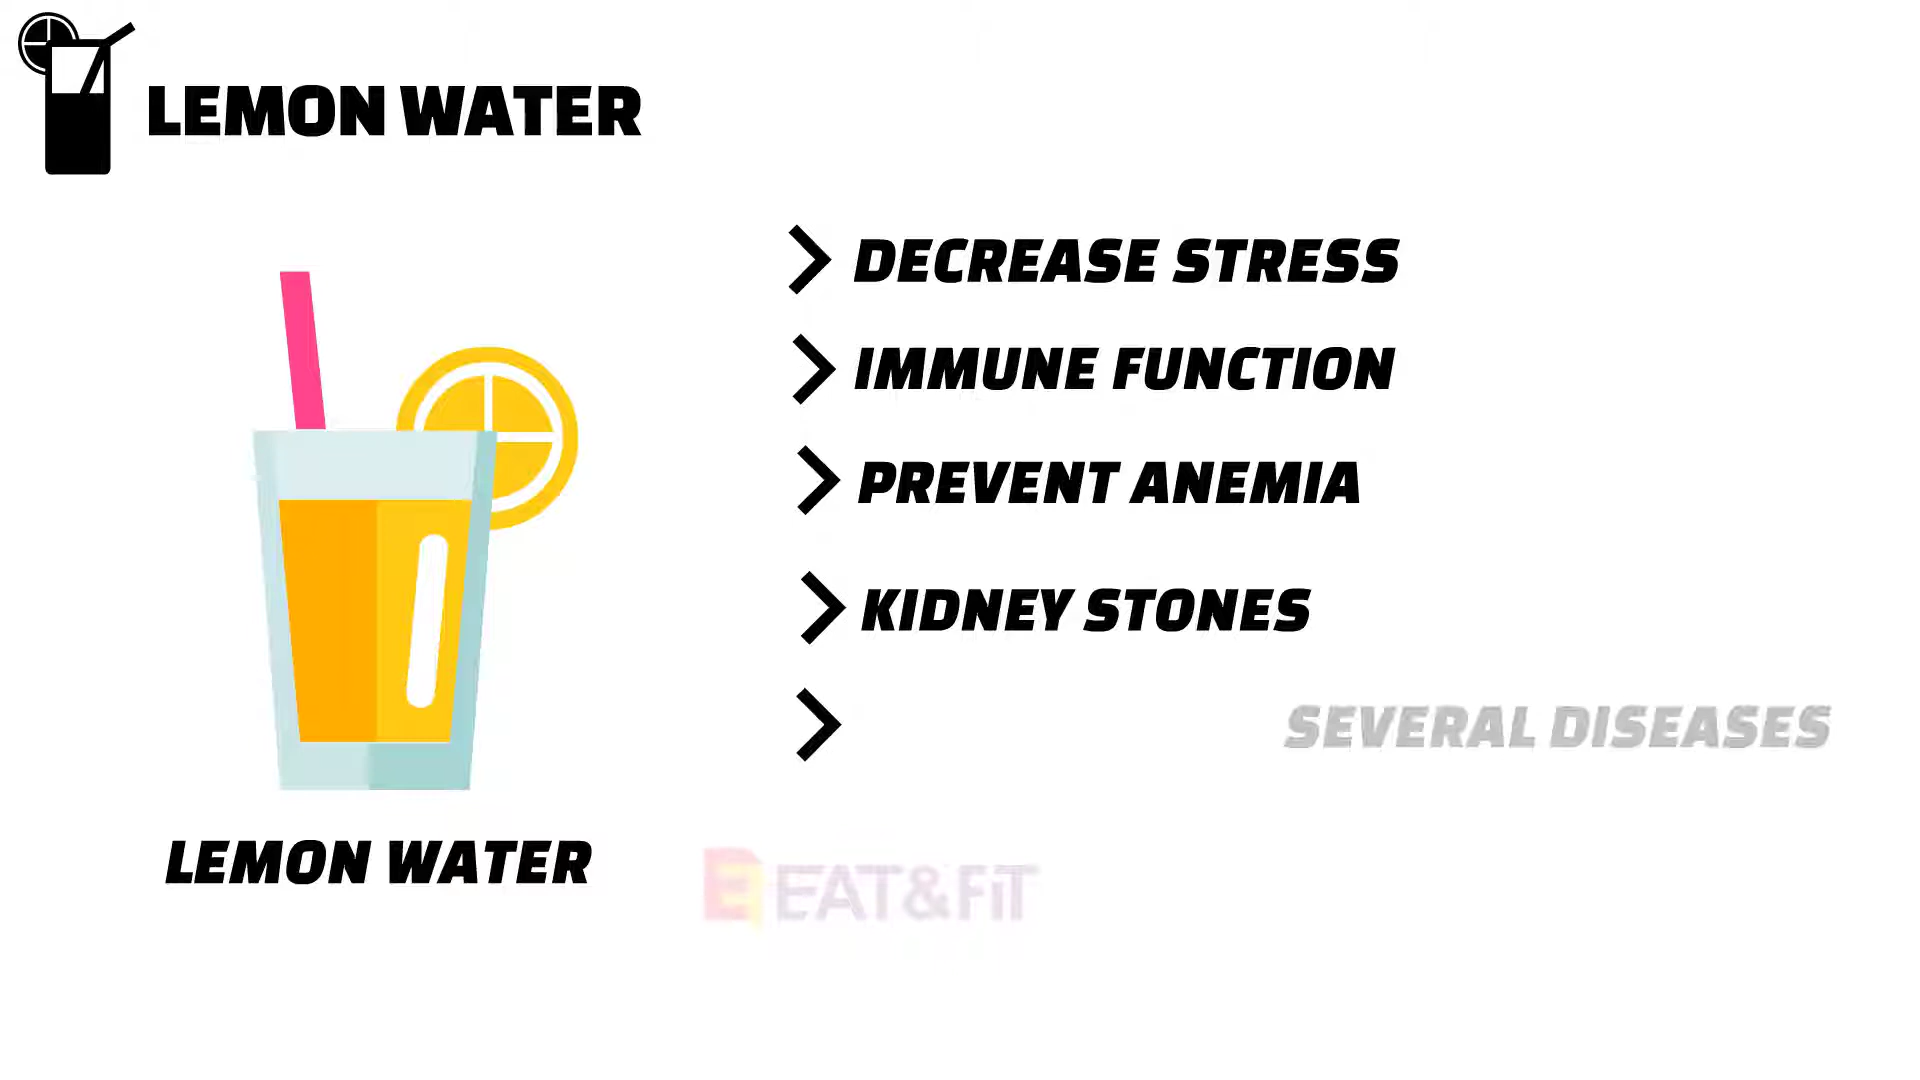 LEMON WATER
DECREASE STRESS
IMMUNE FUNCTION
PREVENT ANEMIA
KIDNEY STONES
SEVERAL DISEASES
LEMON WATER
EAT&FiT